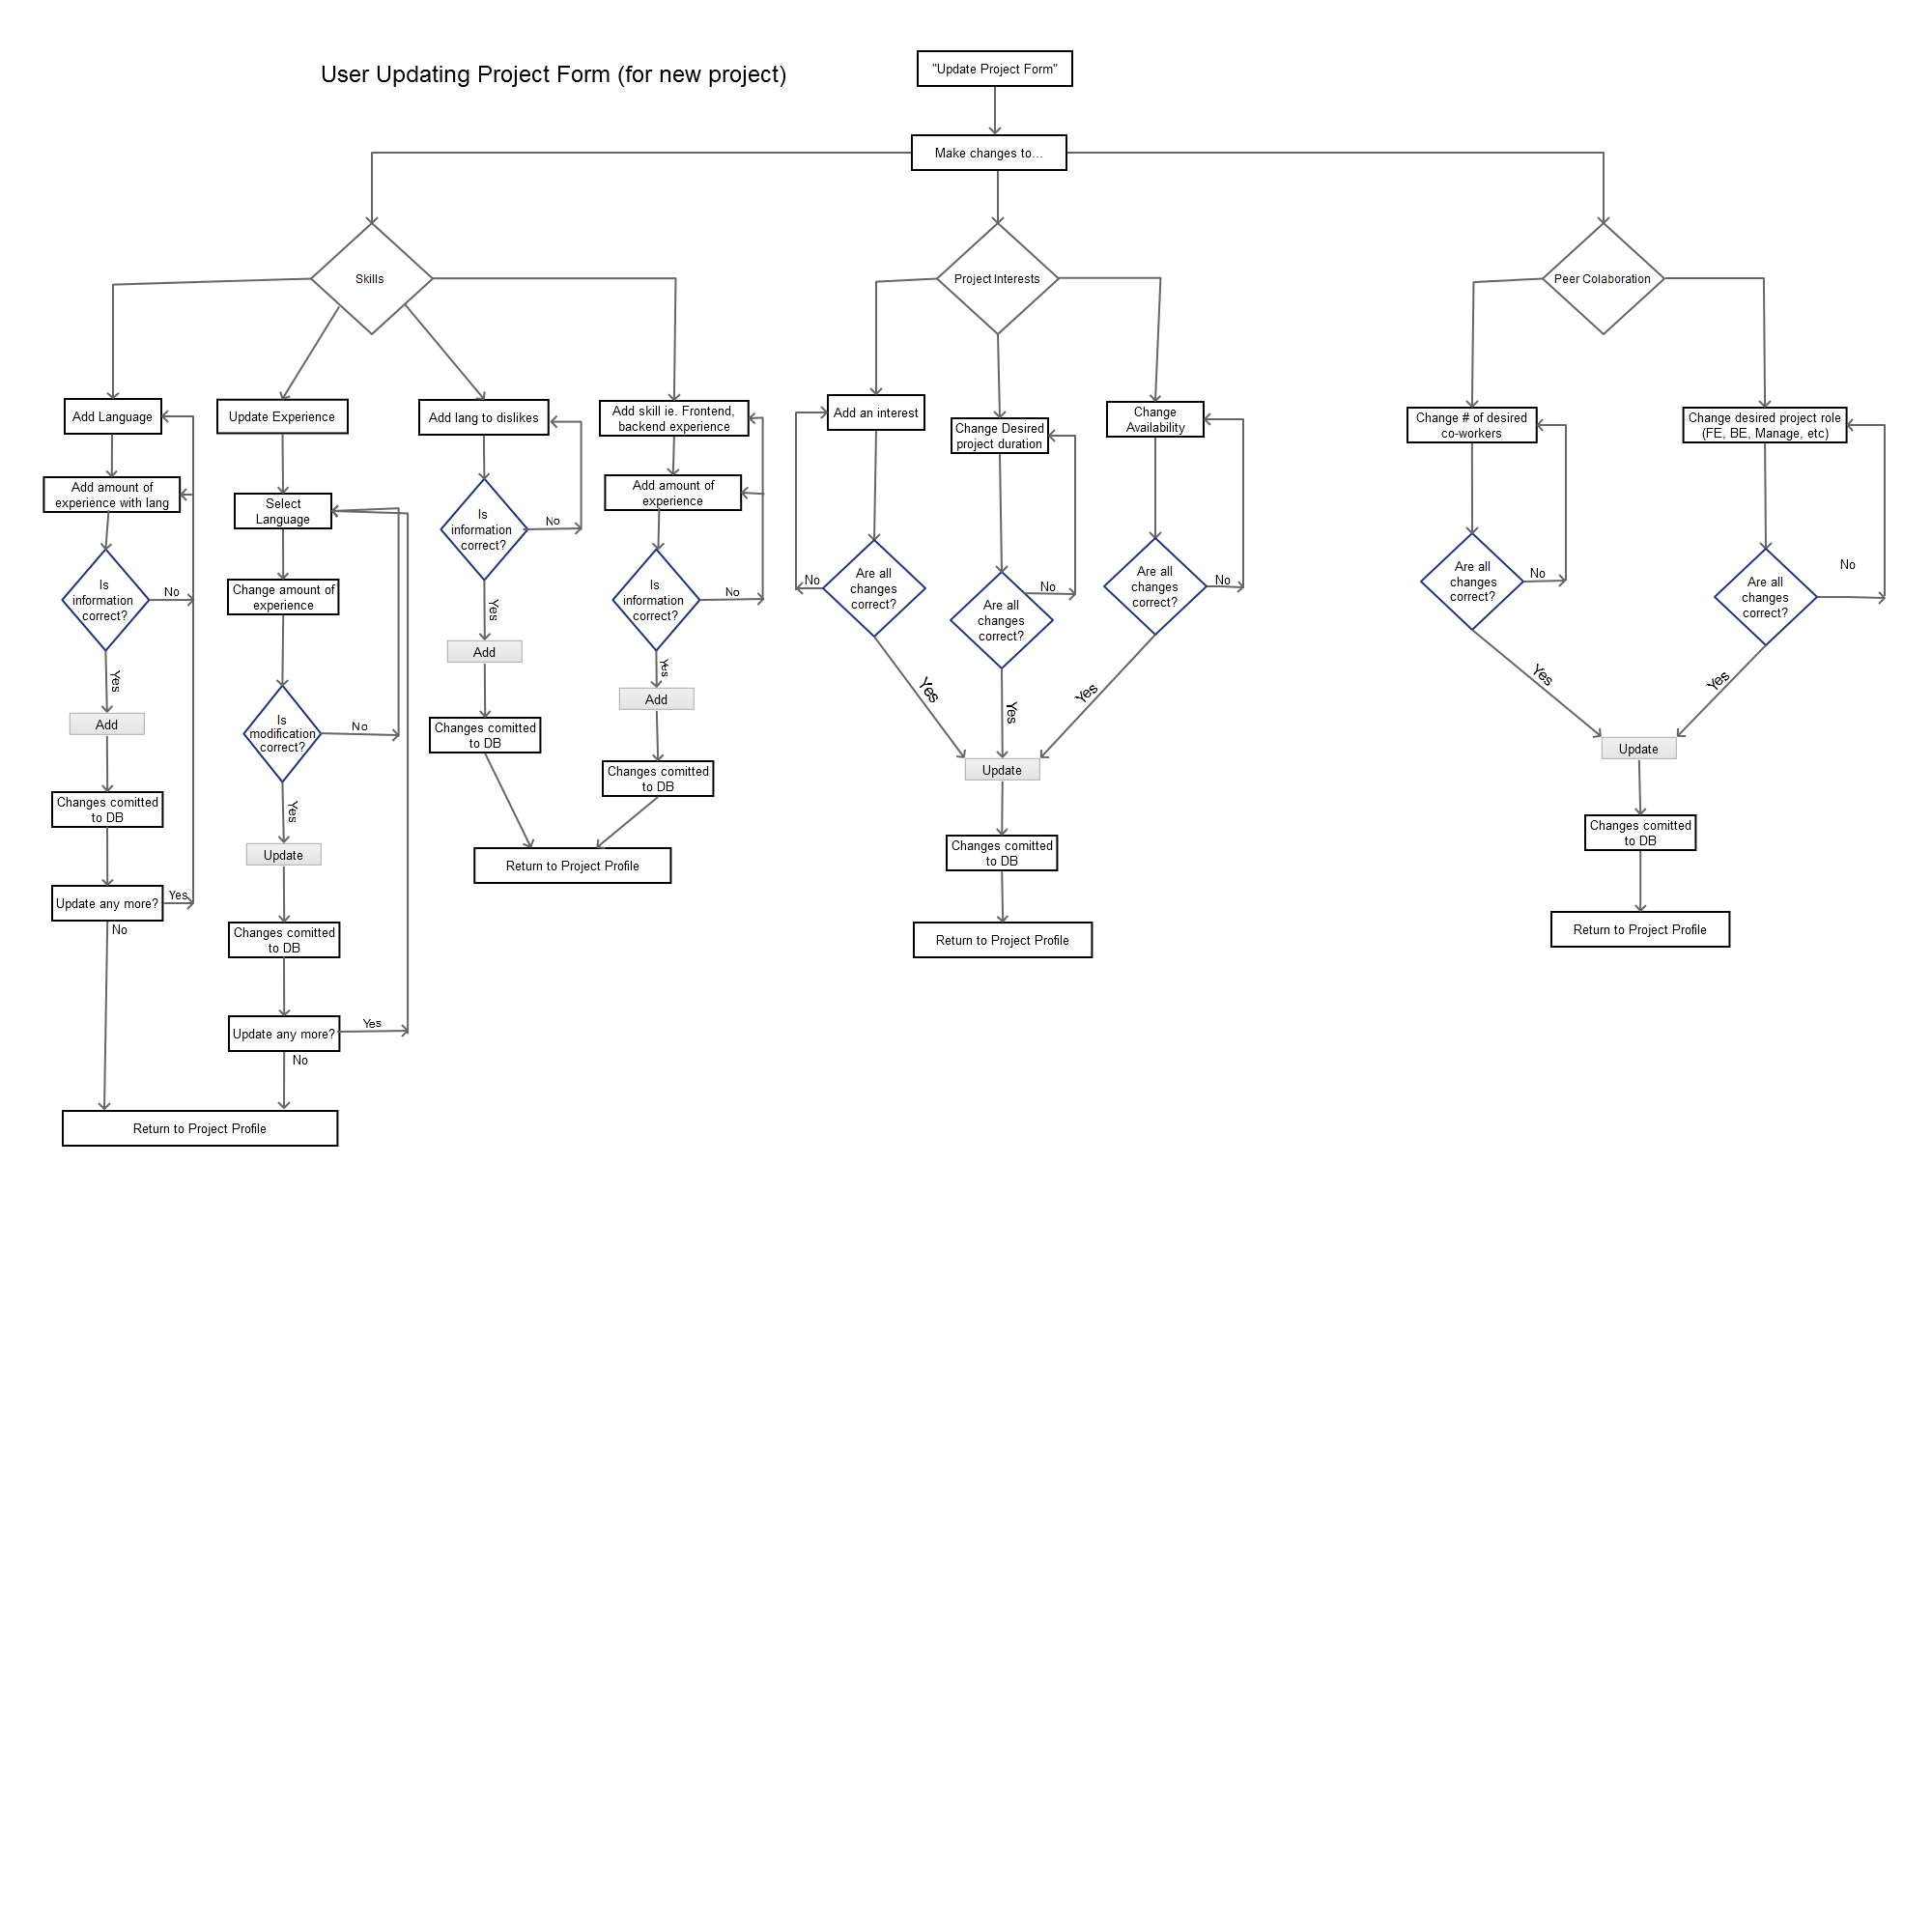 User Updating Project Form (for new project)
"Update Project Form"
Make changes to...
Skills
Project Interests
Peer Colaboration
Add Language
Add amount of
experience with lang
Is
information
correct?
No
Yes
Add
Changes comitted
to DB
Update any more?
Yes
No
Update Experience
Select
Language
Change amount of
experience
Is
modification
correct?
No
Yes
Update
Changes comitted
to DB
Update any more?
Yes
No
Return to Project Profile
Add lang to dislikes
Is
information
correct?
No
Yes
Add
Changes comitted
to DB
Add skill ie. Frontend,
backend experience
Add amount of
experience
Is
information
correct?
No
Yes
Add
Changes comitted
to DB
Return to Project Profile
Add an interest
Are all
changes
correct?
No
Yes
Change Desired
project duration
Are all
changes
correct?
No
Yes
Change
Availability
Are all
changes
correct?
No
Yes
Update
Changes comitted
to DB
Return to Project Profile
Change # of desired
co-workers
Are all
changes
correct?
No
Yes
Change desired project role
(FE, BE, Manage, etc)
Are all
changes
correct?
No
Yes
Update
Changes comitted
to DB
Return to Project Profile